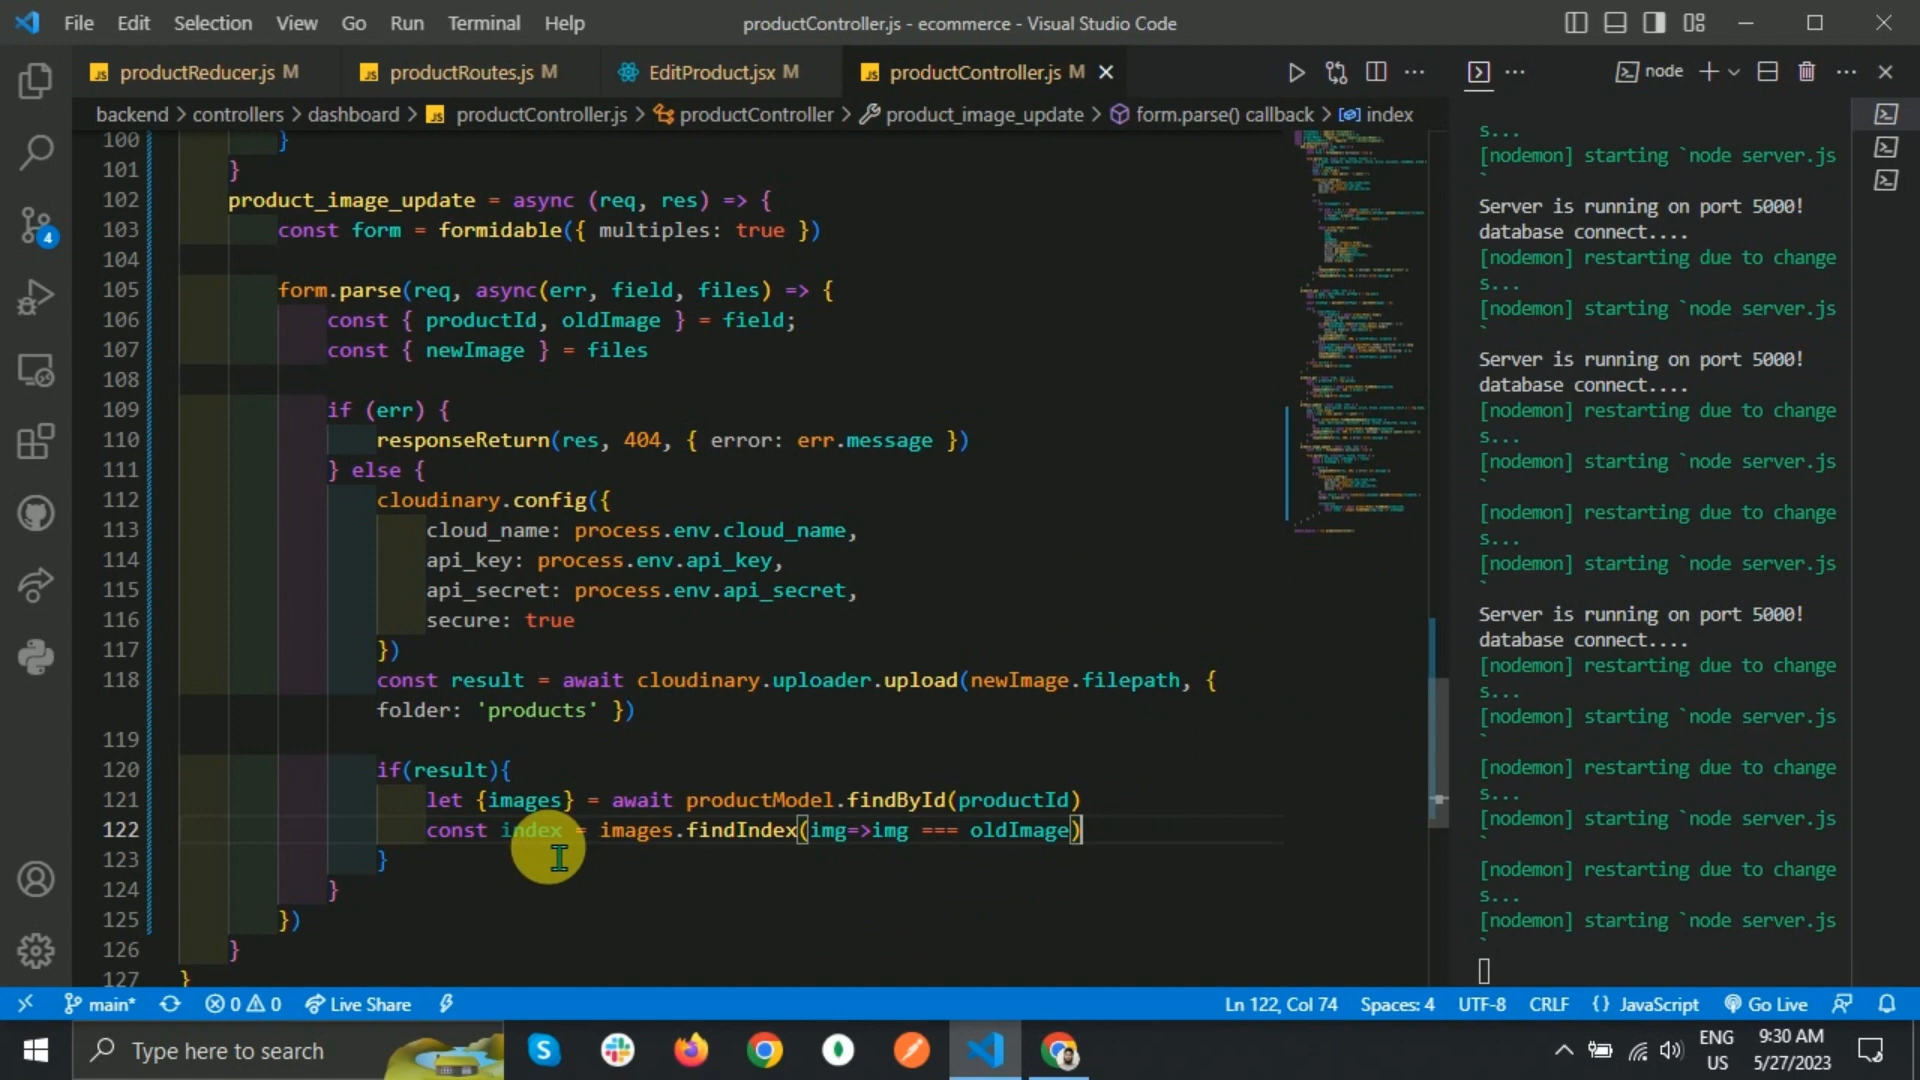 File Edit Selection View Go Run Terminal Help productController.js - ecommerce - Visual Studio Code
productReducer.js M productRoutes.js M EditProduct.jsx M productController.js M node
backend > controllers > dashboard > productController.js > productController > product_image_update > form.parse() callback > index
100 }
101 }
102 product_image_update = async (req, res) => {
103 const form = formidable({ multiples: true })
104
105 form.parse(req, async(err, field, files) => {
106 const { productId, oldImage } = field;
107 const { newImage } = files
108
109 if (err) {
110 responseReturn(res, 404, { error: err.message })
111 } else {
112 cloudinary.config({
113 cloud_name: process.env.cloud_name,
114 api_key: process.env.api_key,
115 api_secret: process.env.api_secret,
116 secure: true
117 })
118 const result = await cloudinary.uploader.upload(newImage.filepath, {
folder: 'products' })
119
120 if(result){
121 let {images} = await productModel.findById(productId)
122 const index = images.findIndex(img=>img === oldImage)
123 }
124 }
125 })
126 }
127 }
s...
[nodemon] starting `node server.js
`
Server is running on port 5000!
database connect....
[nodemon] restarting due to change
s...
[nodemon] starting `node server.js
`
Server is running on port 5000!
database connect....
[nodemon] restarting due to change
s...
[nodemon] starting `node server.js
`
[nodemon] restarting due to change
s...
[nodemon] starting `node server.js
`
Server is running on port 5000!
database connect....
[nodemon] restarting due to change
s...
[nodemon] starting `node server.js
`
[nodemon] restarting due to change
s...
[nodemon] starting `node server.js
`
[nodemon] restarting due to change
s...
[nodemon] starting `node server.js
`
4
main* 0 0 Live Share Ln 122, Col 74 Spaces: 4 UTF-8 CRLF {} JavaScript Go Live
Type here to search
ENG
US
9:30 AM
5/27/2023